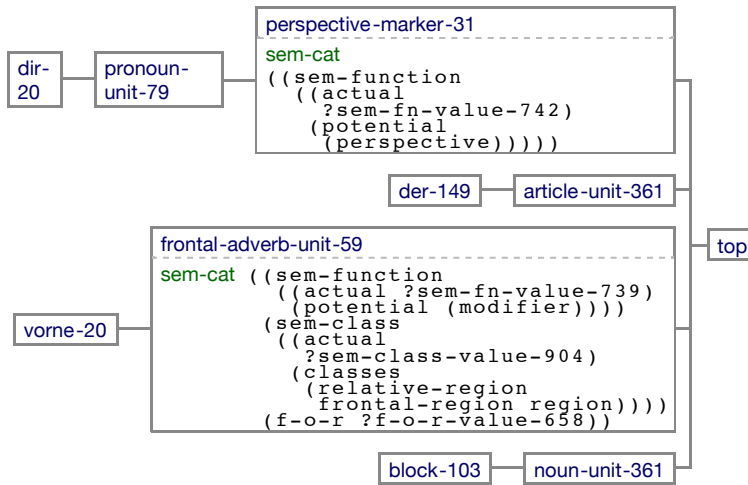 perspective-marker-31
sem-cat
((sem-function
((actual
?sem-fn-value-742)
(potential
(perspective)))))
dir-
20
pronoun-
unit-79
der-149
article-unit-361
top
frontal-adverb-unit-59
sem-cat ((sem-function
((actual ?sem-fn-value-739)
(potential (modifier))))
(sem-class
((actual
?sem-class-value-904)
(classes
(relative-region
frontal-region region))))
(f-o-r ?f-o-r-value-658))
vorne-20
block-103
noun-unit-361